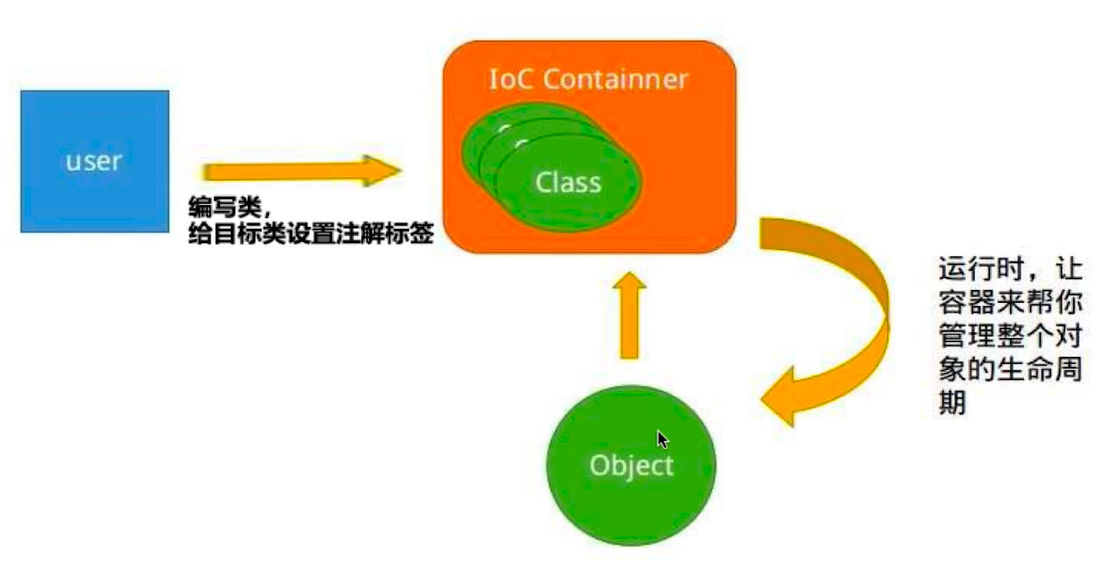 IoC Containner
user
Class
编写类，
给目标类设置注解标签
运行时，让
容器来帮你
管理整个对
象的生命周
期
Object